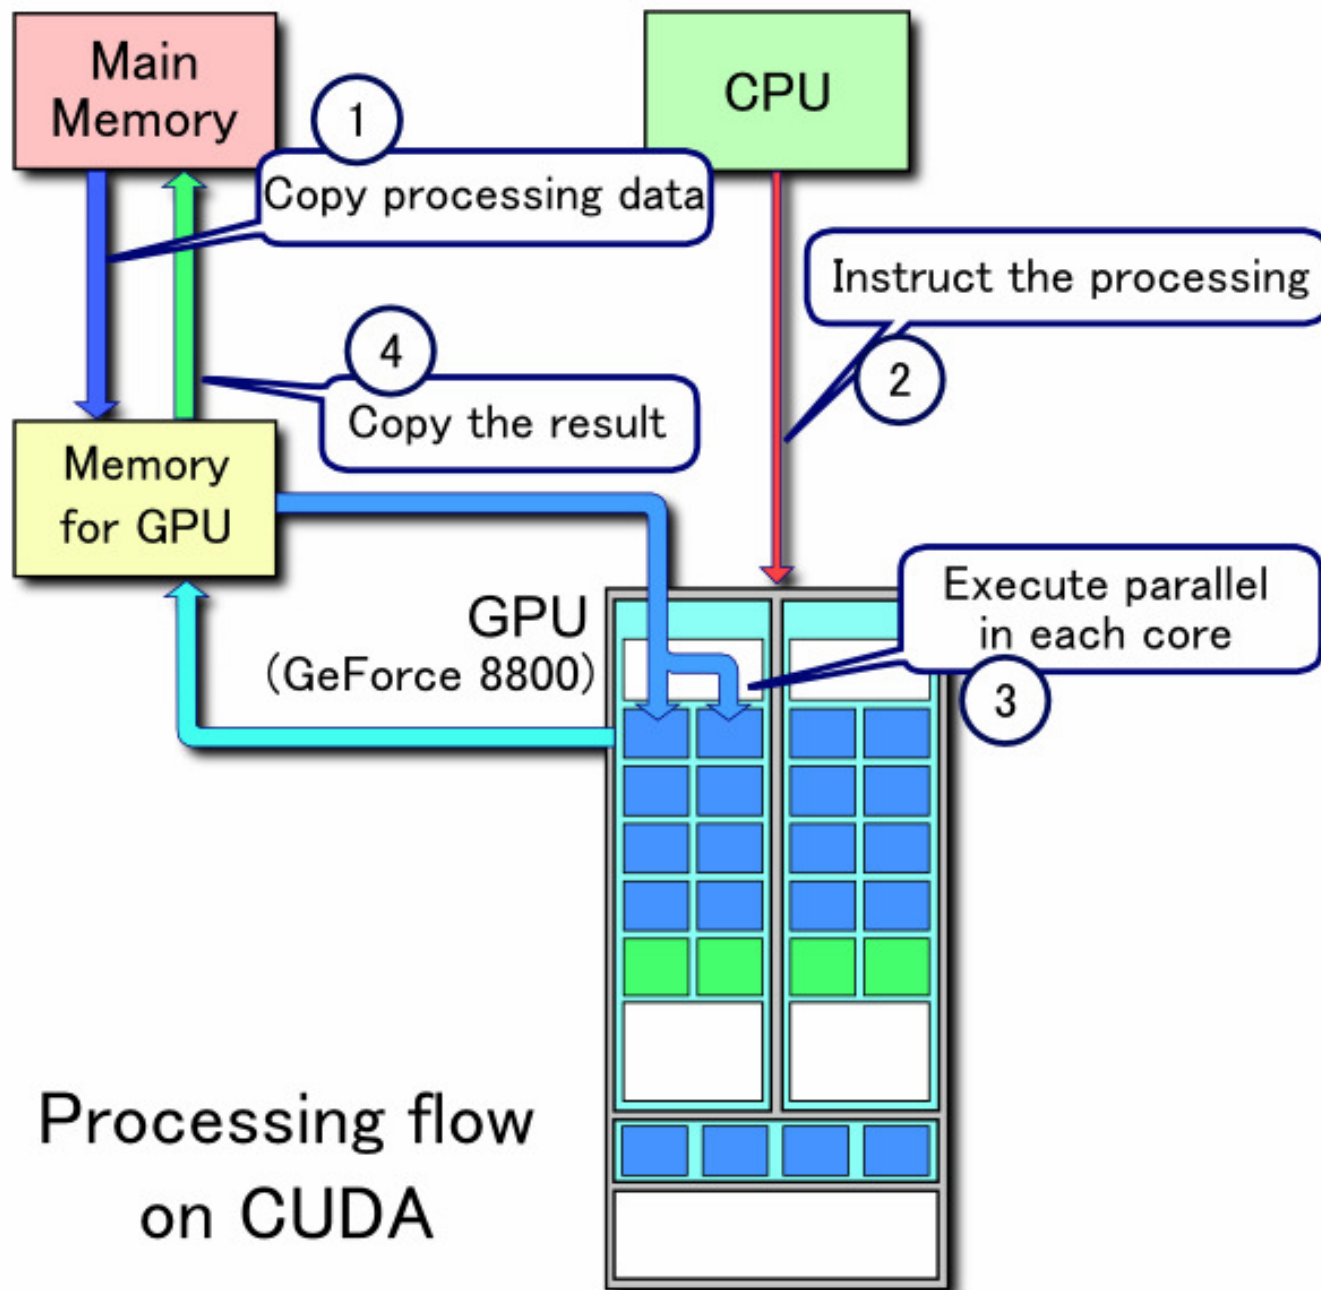 Main
Memory
CPU
1
Copy processing data
Instruct the processing
2
4
Copy the result
Memory
for GPU
GPU
(GeForce 8800)
Execute parallel
in each core
3
Processing flow
on CUDA